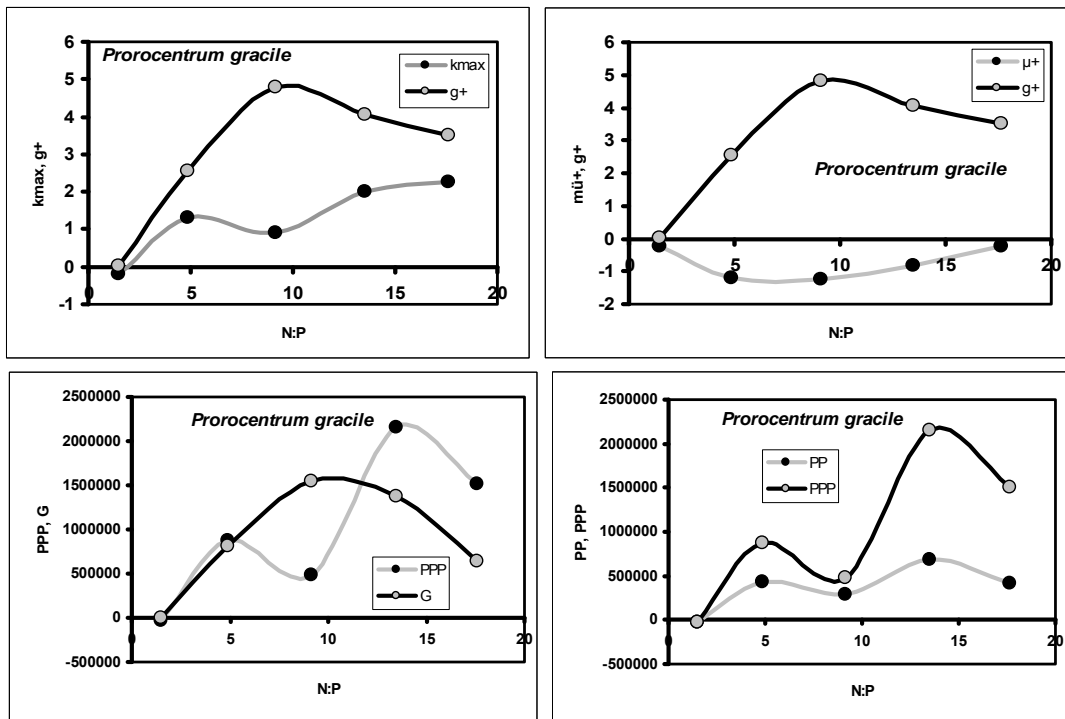 Prorocentrum gracile
kmax
g+
6
5
4
3
2
1
0
-1
0
5
10
15
20
kmax, g+
N:P
µ+
g+
Prorocentrum gracile
6
5
4
3
2
1
0
-1
-2
0
5
10
15
20
mü+, g+
N:P
Prorocentrum gracile
2500000
2000000
1500000
1000000
500000
0
-500000
0
5
10
15
20
PPP, G
PPP
G
N:P
Prorocentrum gracile
2500000
2000000
1500000
1000000
500000
0
-500000
0
5
10
15
20
PP, PPP
PP
PPP
N:P